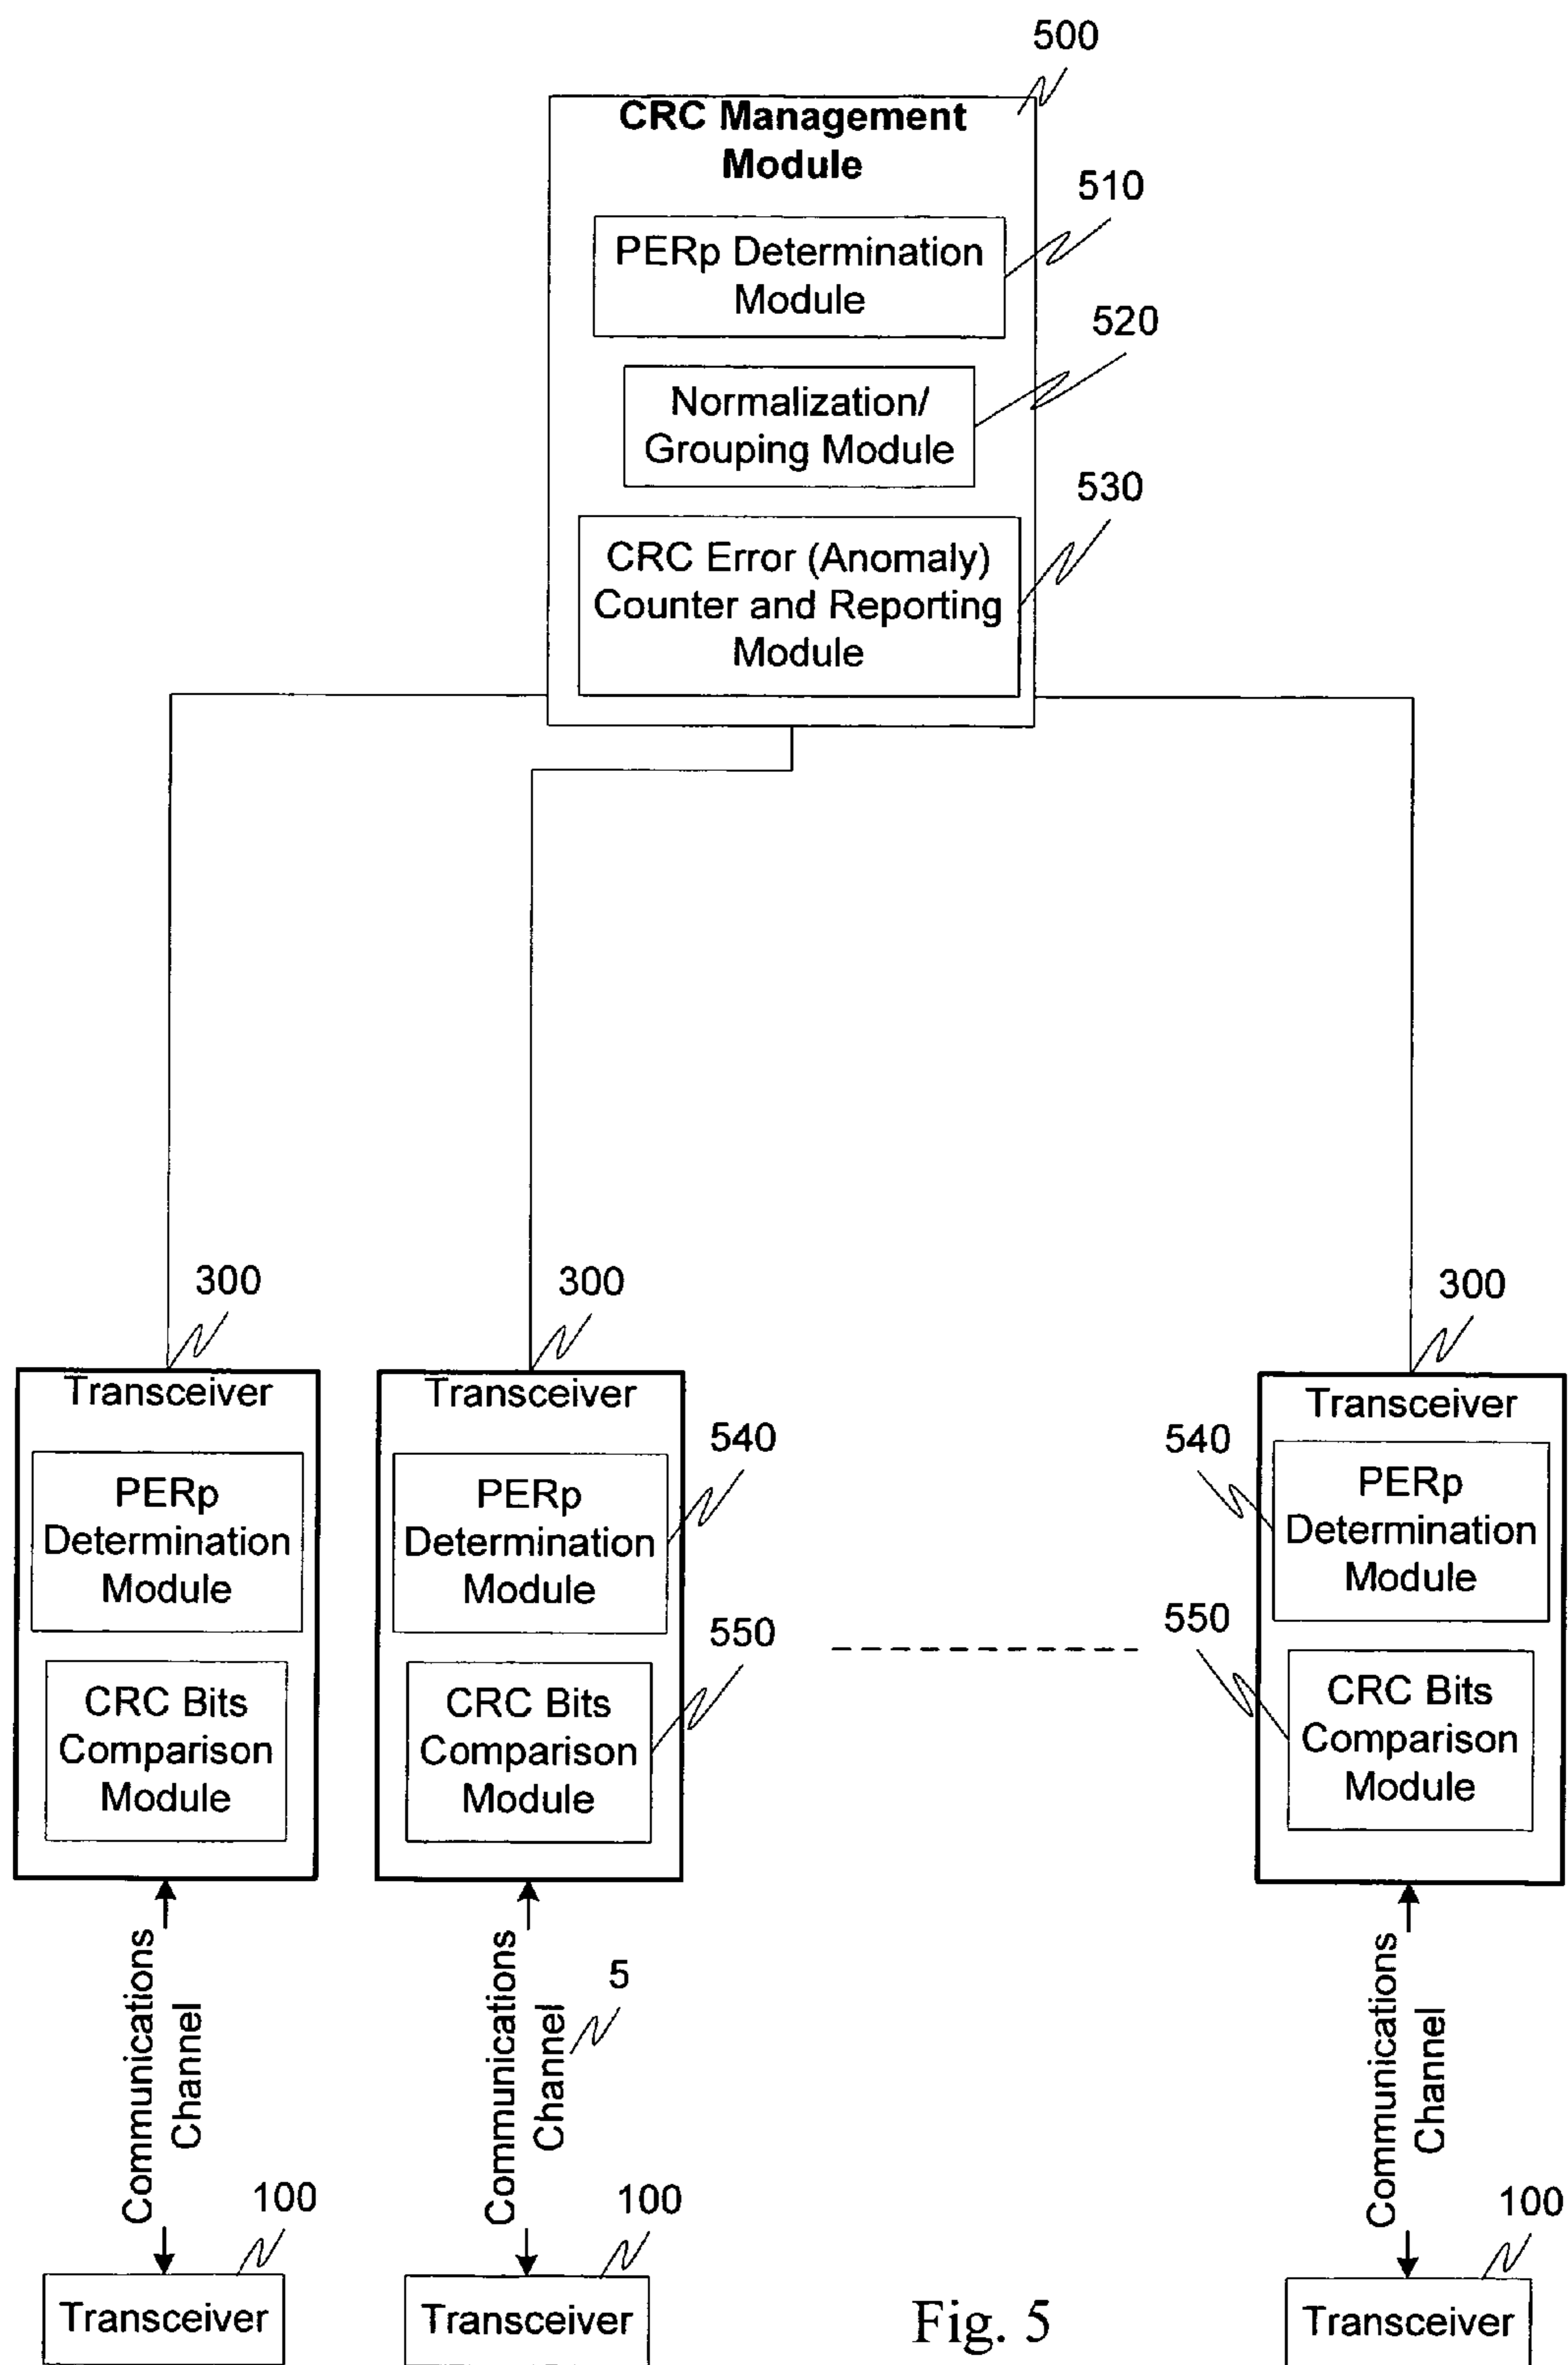 500
CRC Management
Module
510
PERp Determination
Module
520
Normalization/
Grouping Module
530
CRC Error (Anomaly)
Counter and Reporting
Module
300
Transceiver
PERp
Determination
Module
CRC Bits
Comparison
Module
Communications
Channel
100
Transceiver
300
Transceiver
540
PERp
Determination
Module
550
CRC Bits
Comparison
Module
Communications
Channel
5
100
Transceiver
300
Transceiver
540
PERp
Determination
Module
550
CRC Bits
Comparison
Module
Communications
Channel
100
Transceiver
Fig. 5